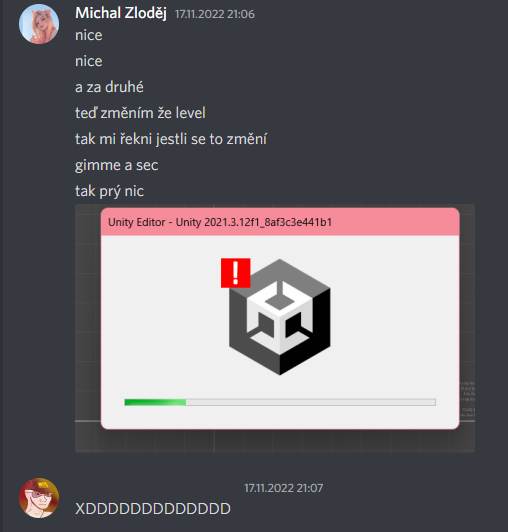 Michal Zloděj 17.11.2022 21:06
nice
nice
a za druhé
teď změním že level
tak mi řekni jestli se to změní
gimme a sec
tak prý nic
Unity Editor - Unity 2021.3.12f1_8af3c3e441b1
!
17.11.2022 21:07
XDDDDDDDDDDDDD